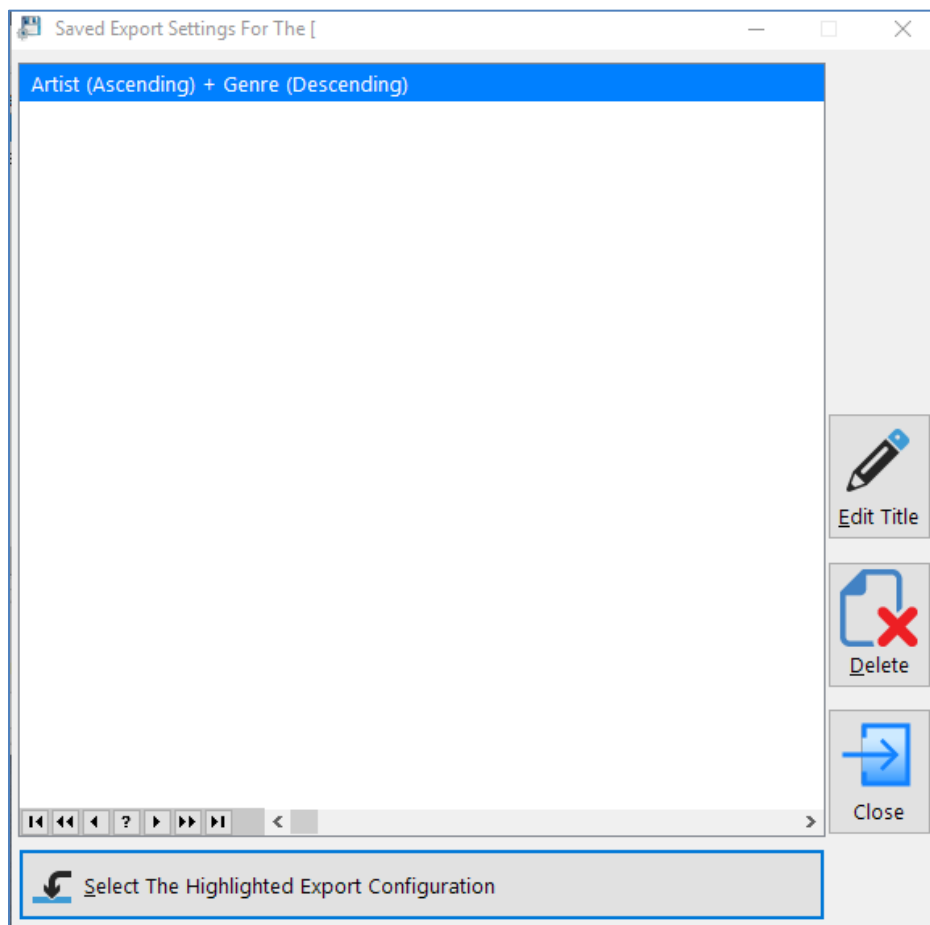 Saved Export Settings For The [
Artist (Ascending) + Genre (Descending)
Edit Title
Delete
Close
?
Select The Highlighted Export Configuration